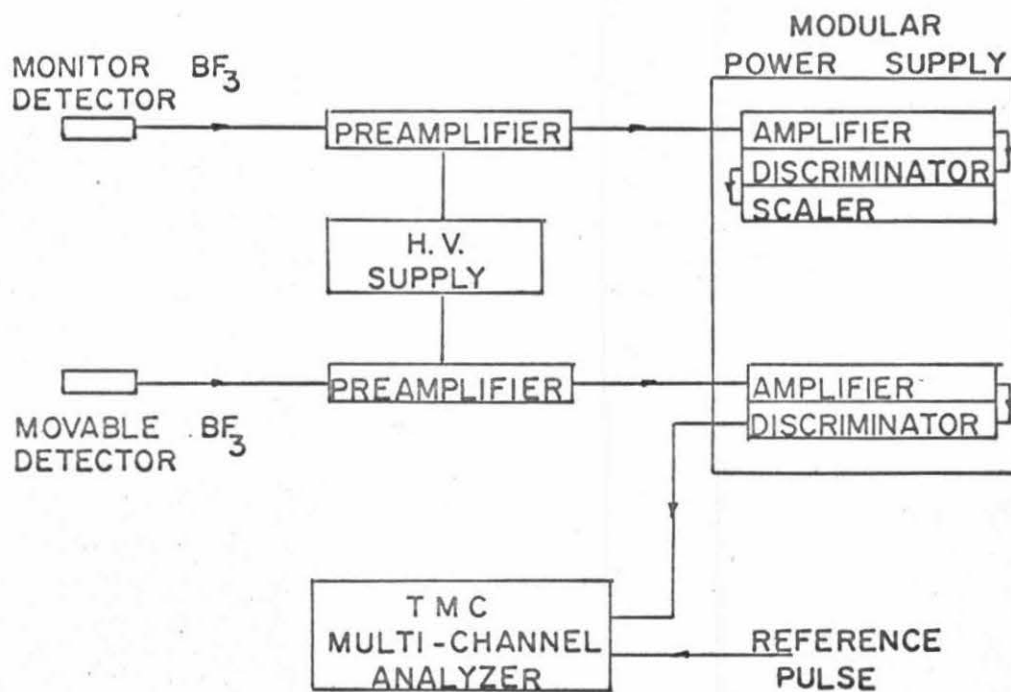 MODULAR
POWER SUPPLY
MONITOR BF3
DETECTOR
PREAMPLIFIER
AMPLIFIER
DISCRIMINATOR
SCALER
H.V.
SUPPLY
PREAMPLIFIER
AMPLIFIER
DISCRIMINATOR
MOVABLE BF3
DETECTOR
TMC
MULTI-CHANNEL
ANALYZER
REFERENCE
PULSE